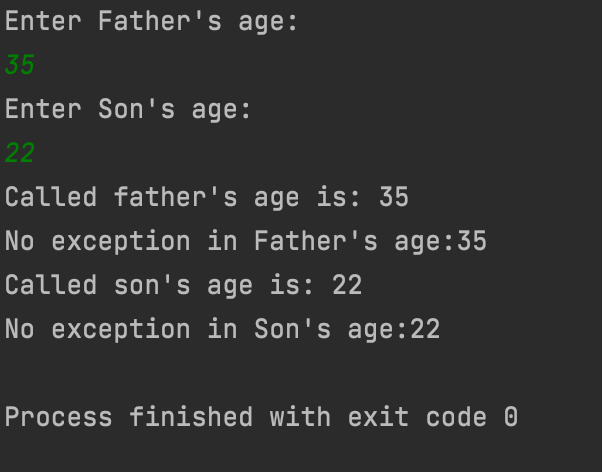 Enter Father's age:
35
Enter Son's age:
22
Called father's age is: 35
No exception in Father's age:35
Called son's age is: 22
No exception in Son's age:22
Process finished with exit code 0